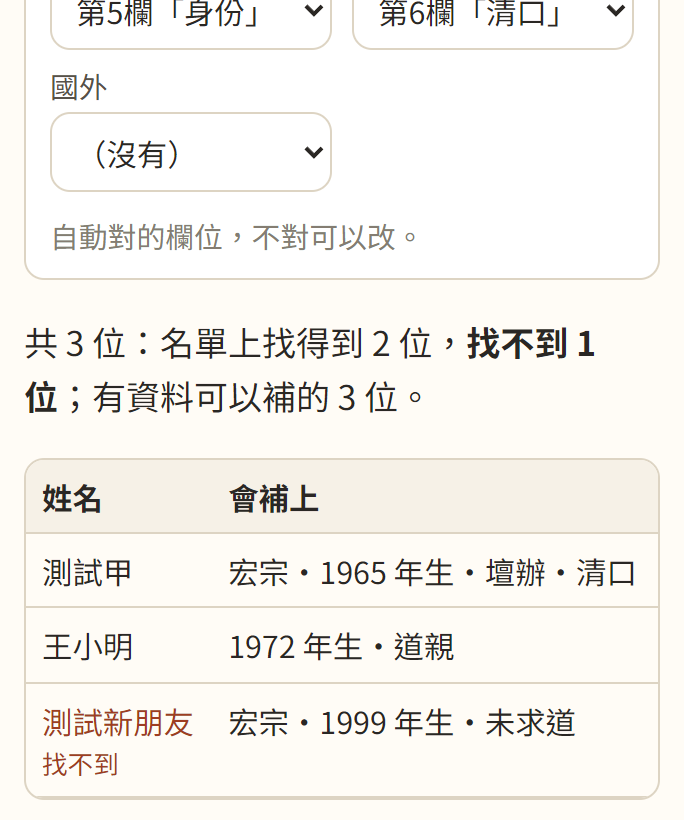 第5欄「身份」 第6欄「清口」
國外
（沒有）
自動對的欄位，不對可以改。
共 3 位：名單上找得到 2 位，找不到 1
位；有資料可以補的 3 位。
姓名 會補上
測試甲 宏宗・1965 年生・壇辦・清口
王小明 1972 年生・道親
測試新朋友 宏宗・1999 年生・未求道
找不到